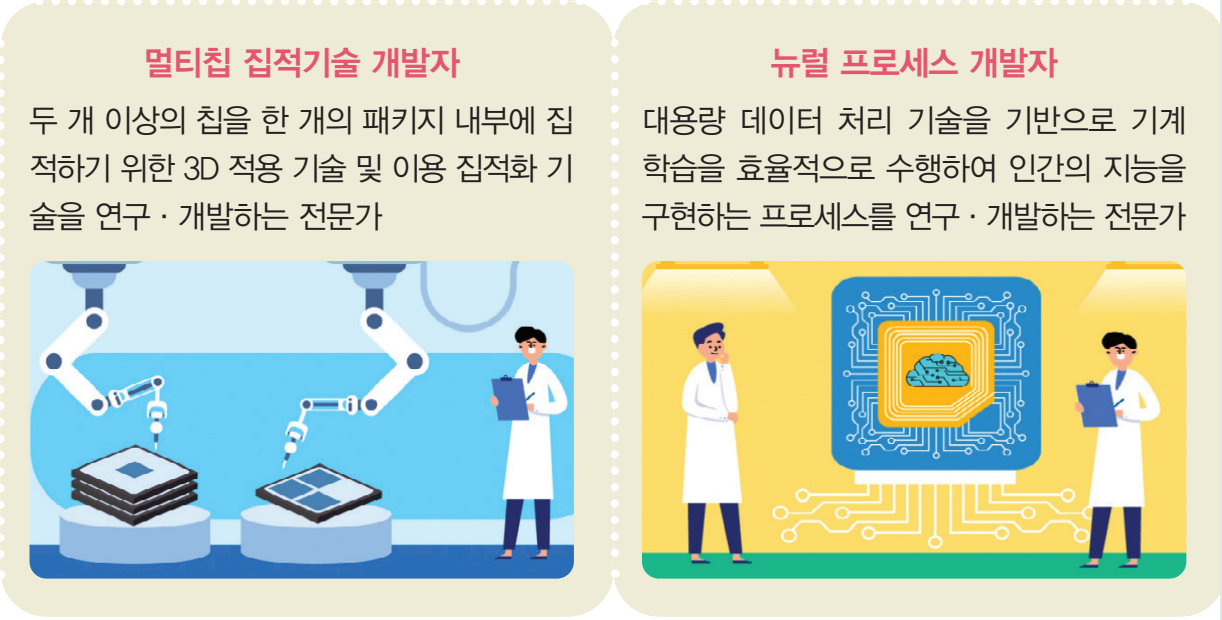 멀티칩 집적기술 개발자
두 개 이상의 칩을 한 개의 패키지 내부에 집
적하기 위한 3D 적용 기술 및 이용 집적화 기
술을 연구 · 개발하는 전문가
뉴럴 프로세스 개발자
대용량 데이터 처리 기술을 기반으로 기계
학습을 효율적으로 수행하여 인간의 지능을
구현하는 프로세스를 연구 · 개발하는 전문가